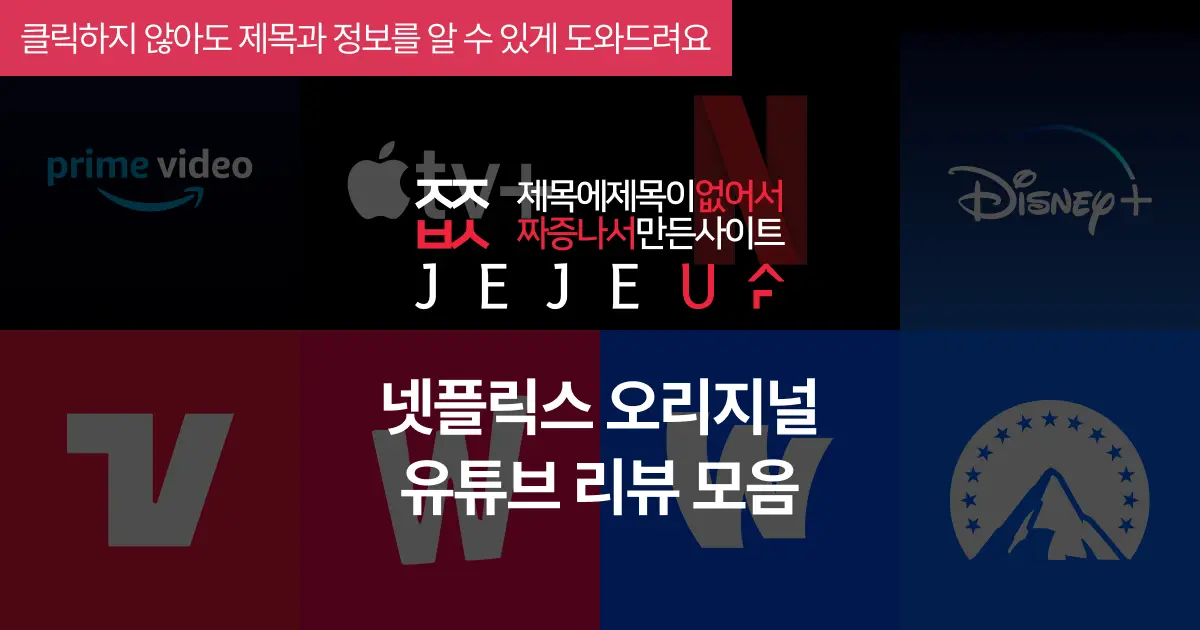 클릭하지 않아도 제목과 정보를 알 수 있게 도와드려요
prime video
tv+
N
Disney+
제목에제목이없어서
짜증나서만든사이트
JEJEU
넷플릭스 오리지널
유튜브 리뷰 모음
TV
W
W